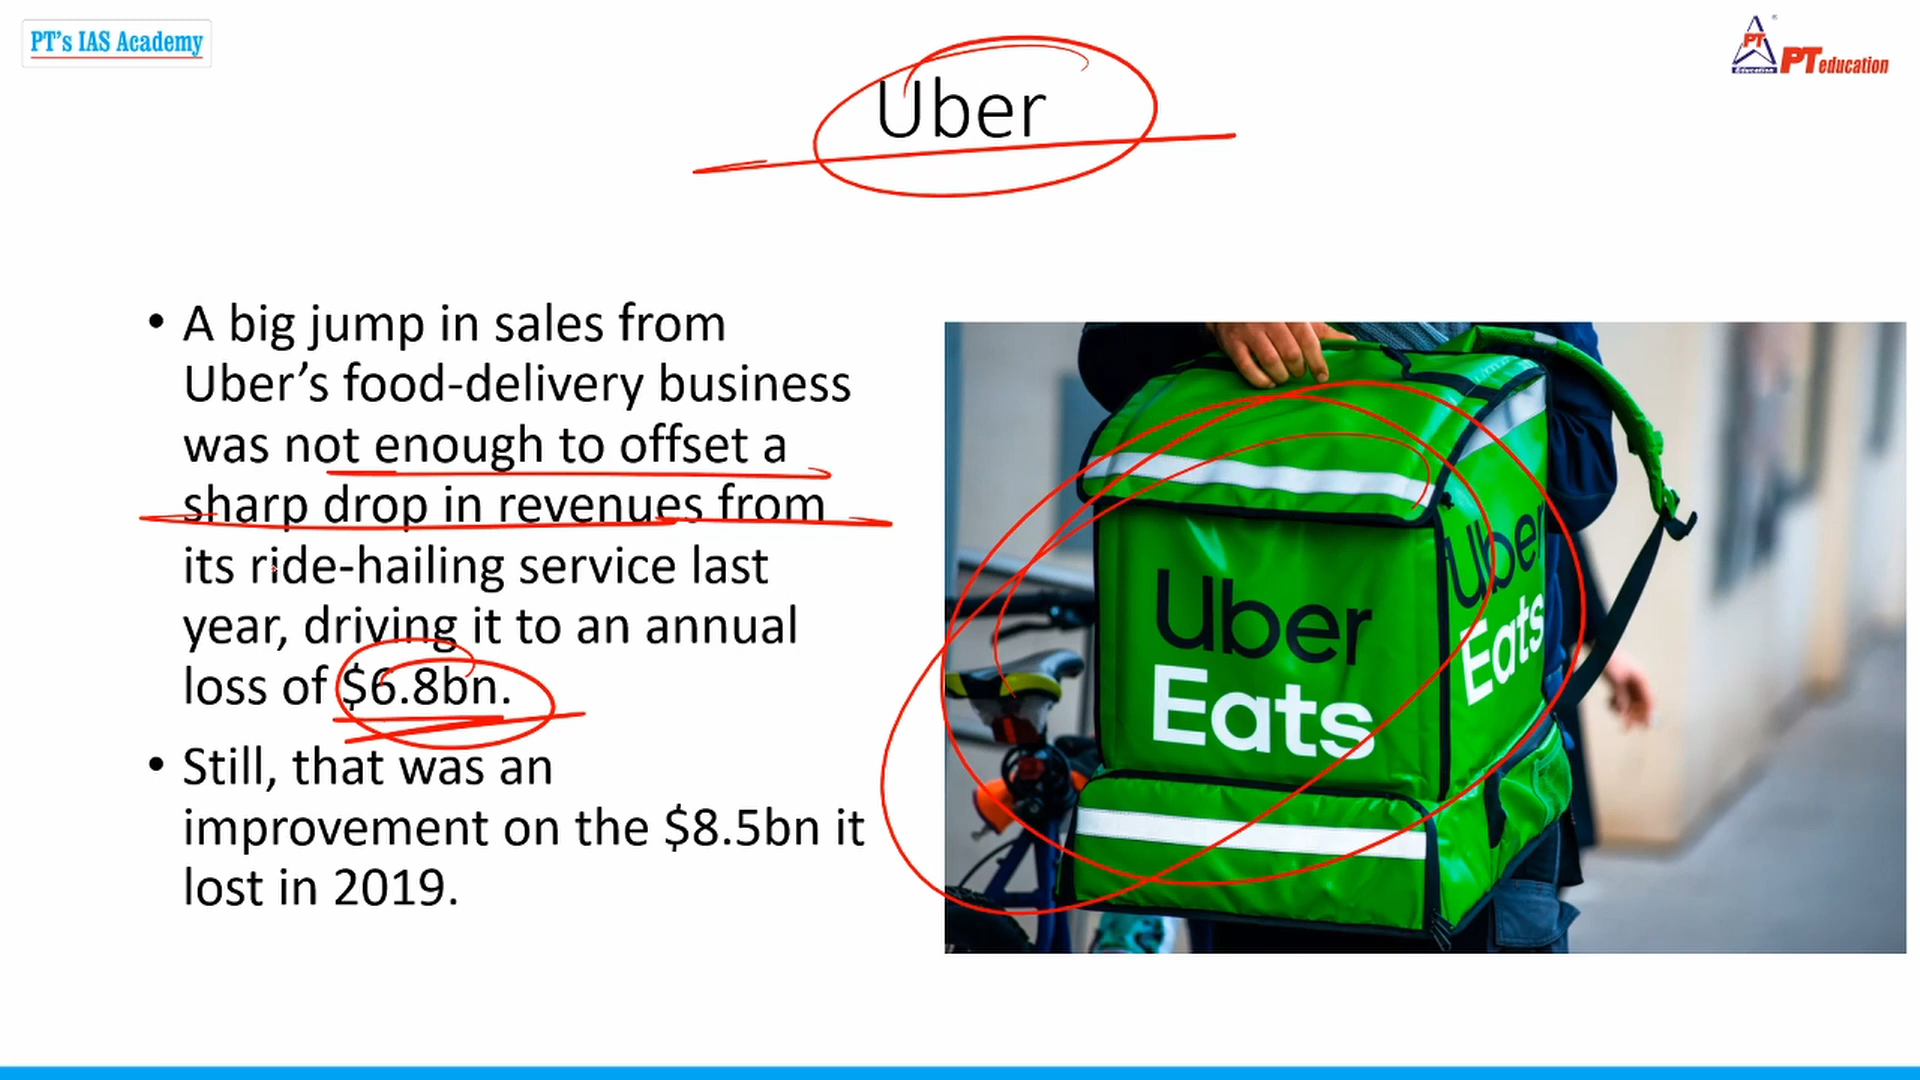 PT's IAS Academy
PT
Education
PT education
Uber
• A big jump in sales from
Uber’s food-delivery business
was not enough to offset a
sharp drop in revenues from
its ride-hailing service last
year, driving it to an annual
loss of $6.8bn.
• Still, that was an
improvement on the $8.5bn it
lost in 2019.
Uber
Eats
Uber
Eats